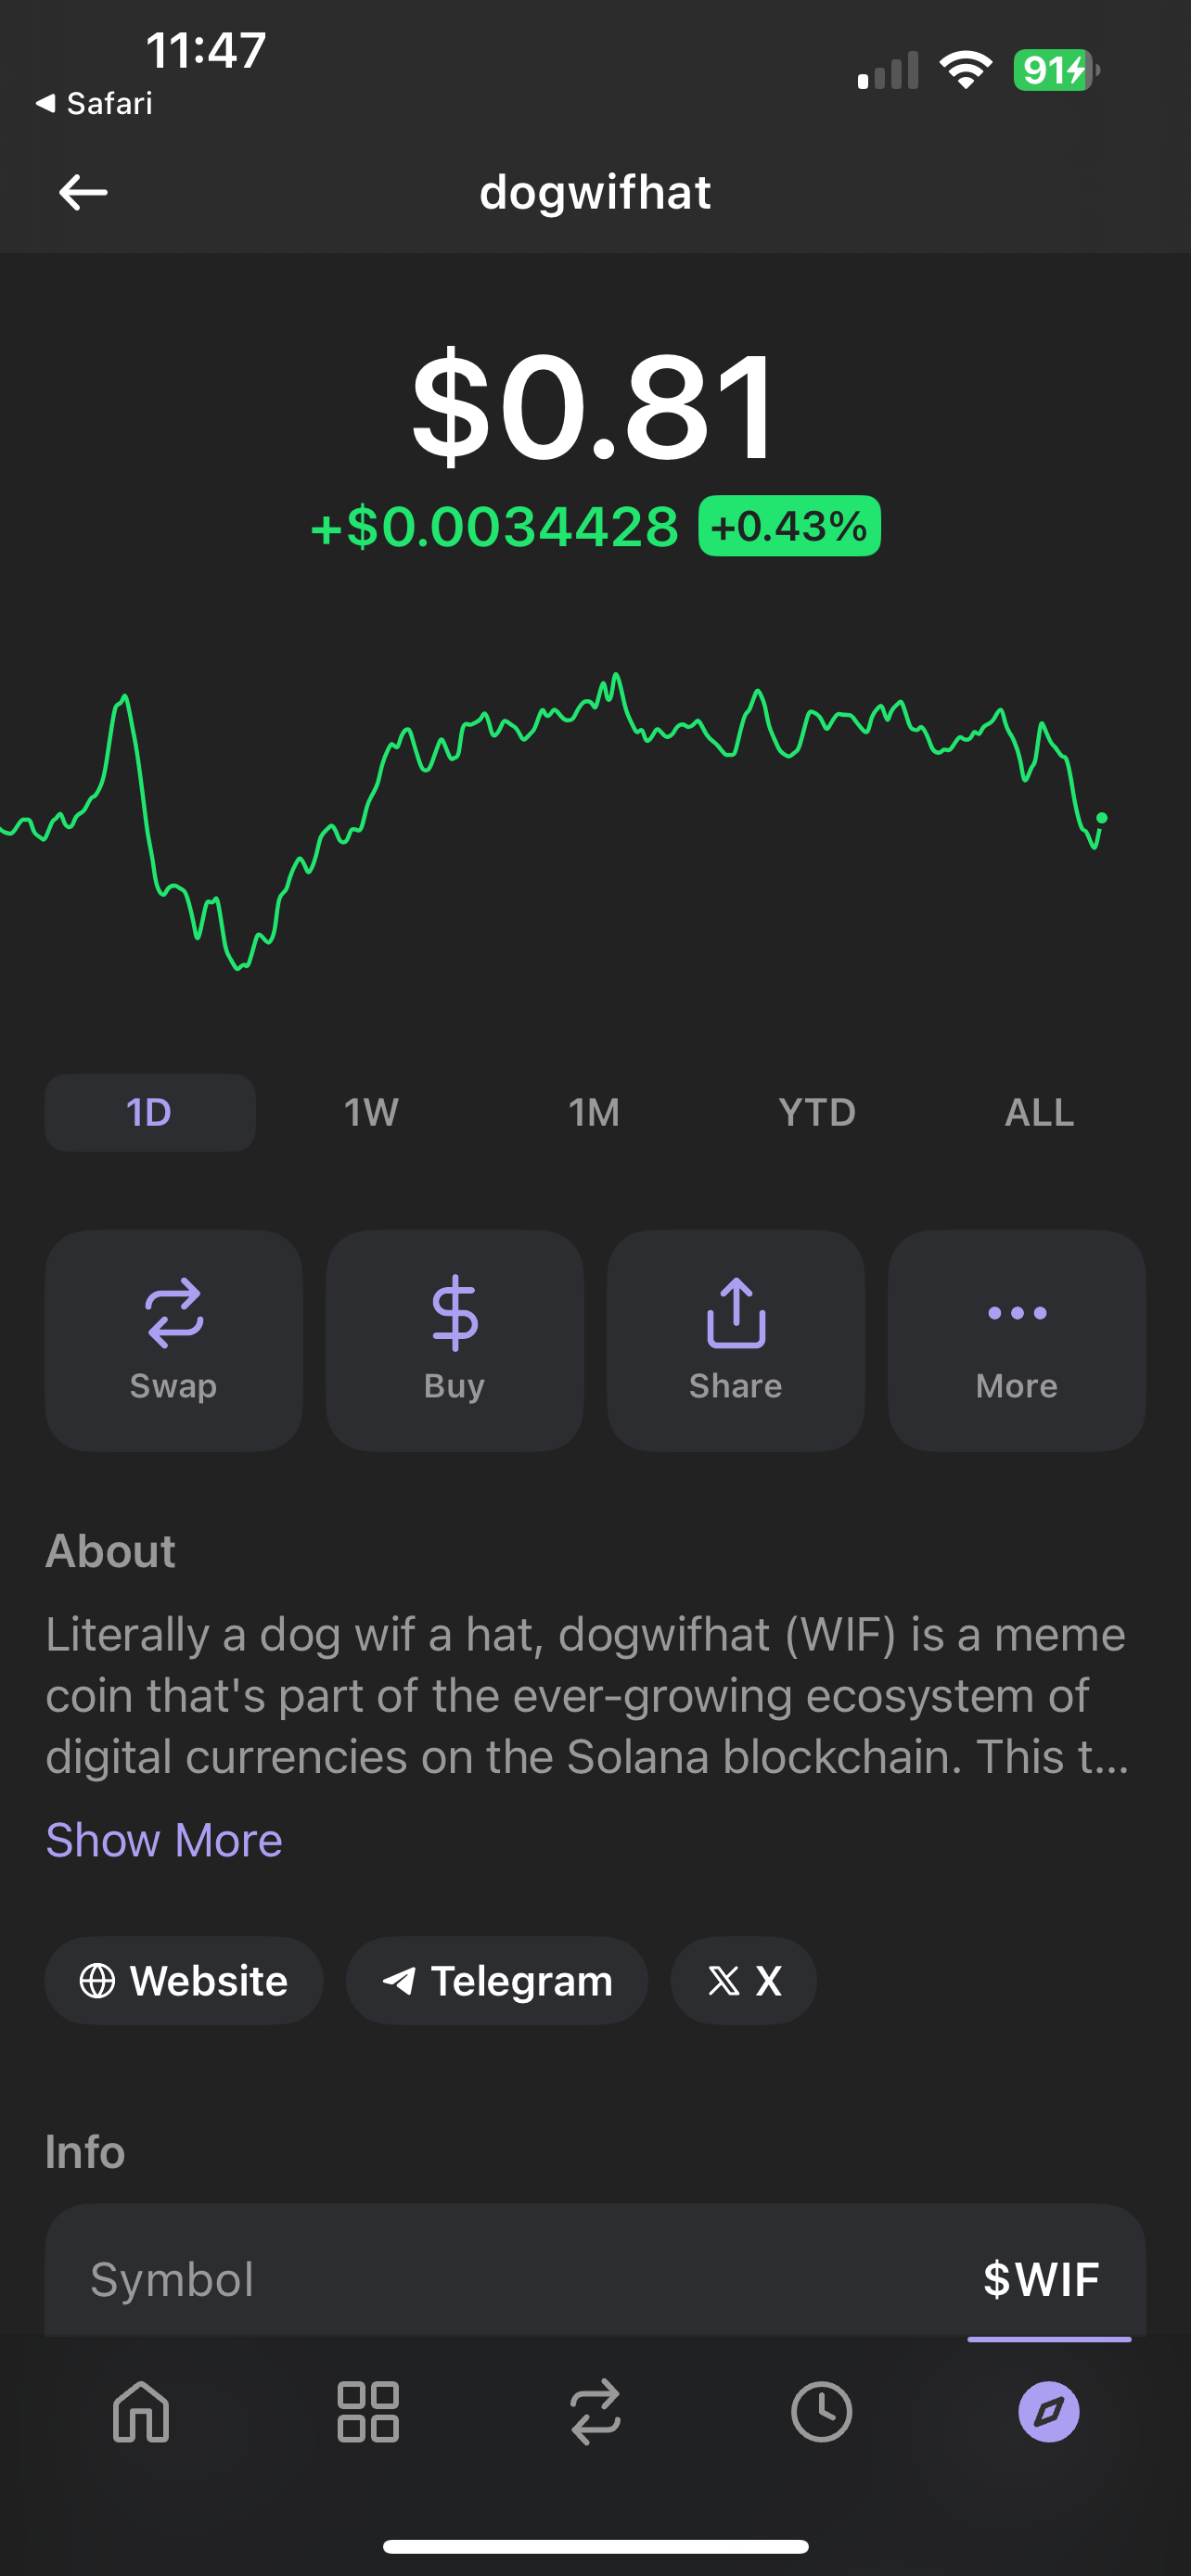 11:47
91
Safari
dogwifhat
$0.81
+$0.0034428 +0.43%
1D 1W 1M YTD ALL
Swap Buy Share More
About
Literally a dog wif a hat, dogwifhat (WIF) is a meme
coin that's part of the ever-growing ecosystem of
digital currencies on the Solana blockchain. This t...
Show More
Website Telegram X
Info
Symbol $WIF